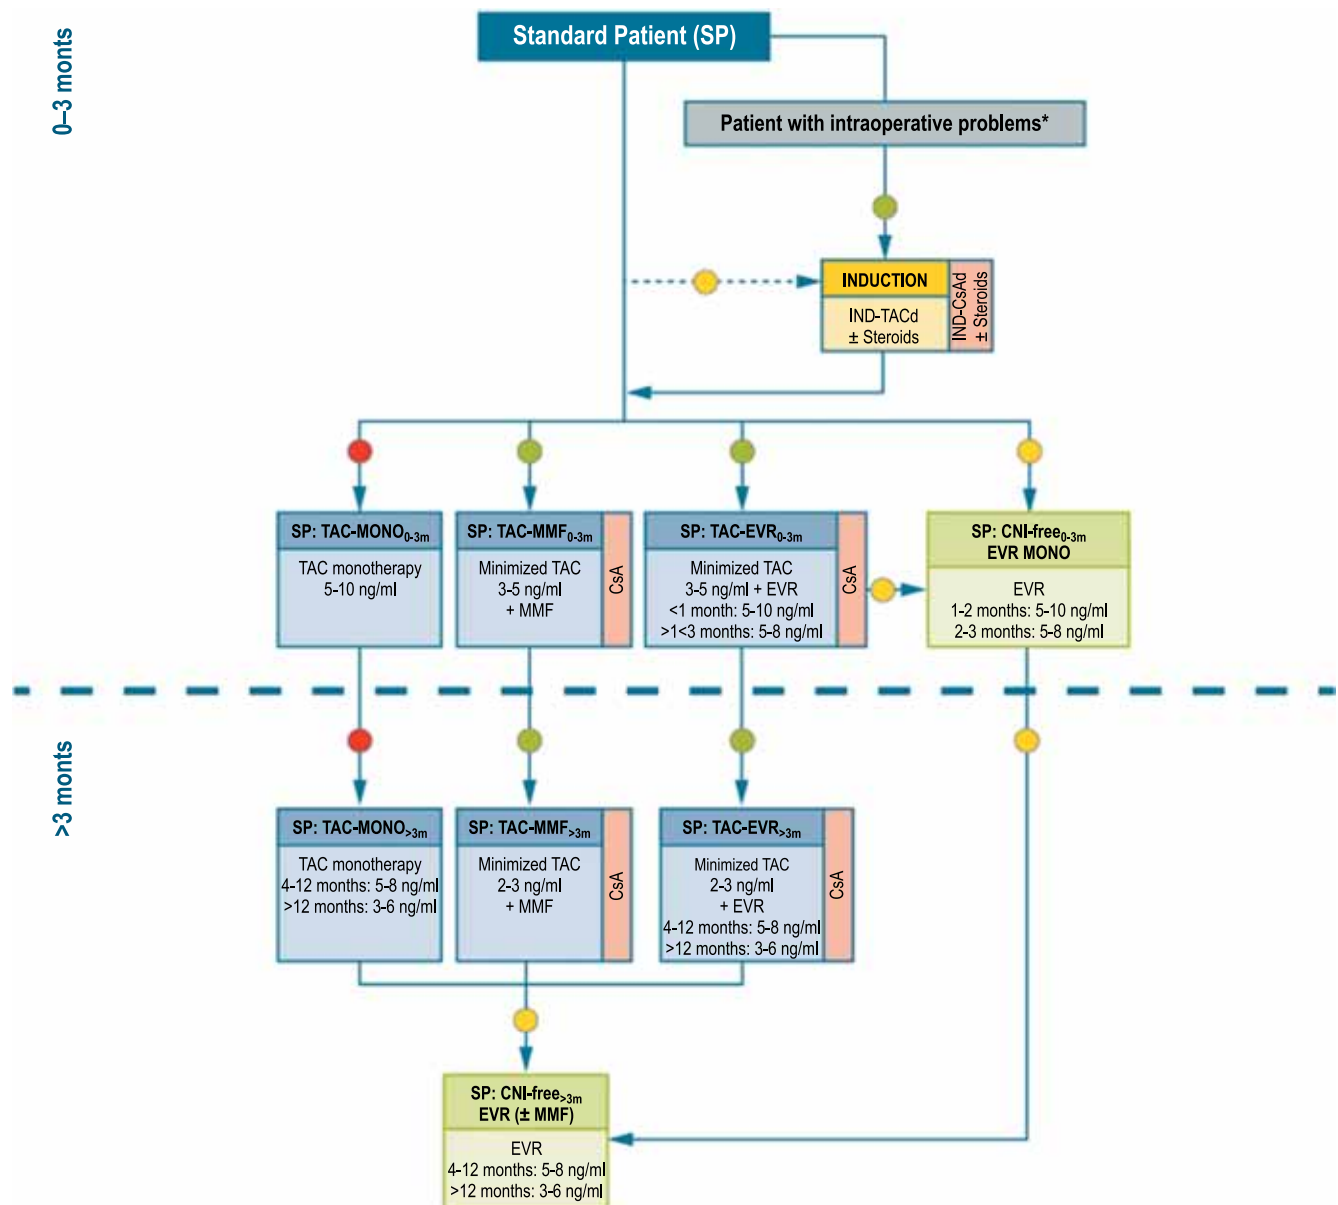 0–3 monts
Standard Patient (SP)
Patient with intraoperative problems*
INDUCTION
IND-TACd
± Steroids
IND-CsAd
± Steroids
SP: TAC-MONO0-3m
TAC monotherapy
5-10 ng/ml
SP: TAC-MMF0-3m
Minimized TAC
3-5 ng/ml
+ MMF
CsA
SP: TAC-EVR0-3m
Minimized TAC
3-5 ng/ml + EVR
<1 month: 5-10 ng/ml
>1<3 months: 5-8 ng/ml
CsA
SP: CNI-free0-3m
EVR MONO
EVR
1-2 months: 5-10 ng/ml
2-3 months: 5-8 ng/ml
>3 monts
SP: TAC-MONO>3m
TAC monotherapy
4-12 months: 5-8 ng/ml
>12 months: 3-6 ng/ml
SP: TAC-MMF>3m
Minimized TAC
2-3 ng/ml
+ MMF
CsA
SP: TAC-EVR>3m
Minimized TAC
2-3 ng/ml
+ EVR
4-12 months: 5-8 ng/ml
>12 months: 3-6 ng/ml
CsA
SP: CNI-free>3m
EVR (± MMF)
EVR
4-12 months: 5-8 ng/ml
>12 months: 3-6 ng/ml